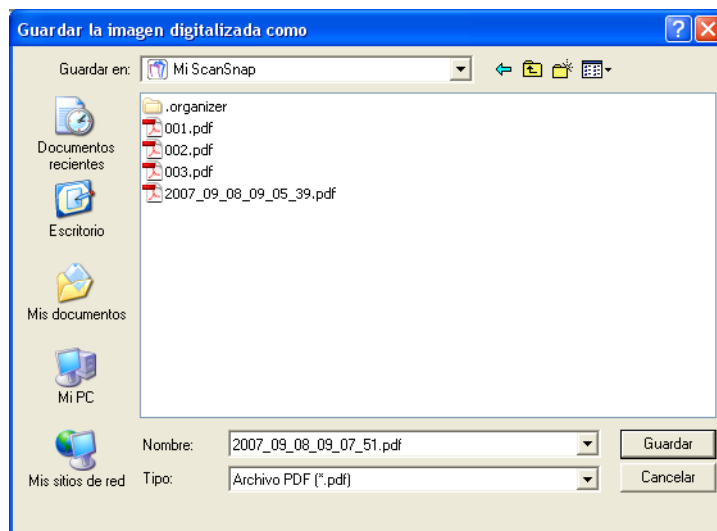 Guardar la imagen digitalizada como
Guardar en: Mi ScanSnap
.organizer
001.pdf
002.pdf
003.pdf
2007_09_08_09_05_39.pdf
Documentos
recientes
Escritorio
Mis documentos
Mi PC
Mis sitios de red
Nombre: 2007_09_08_09_07_51.pdf Guardar
Tipo: Archivo PDF (*.pdf) Cancelar